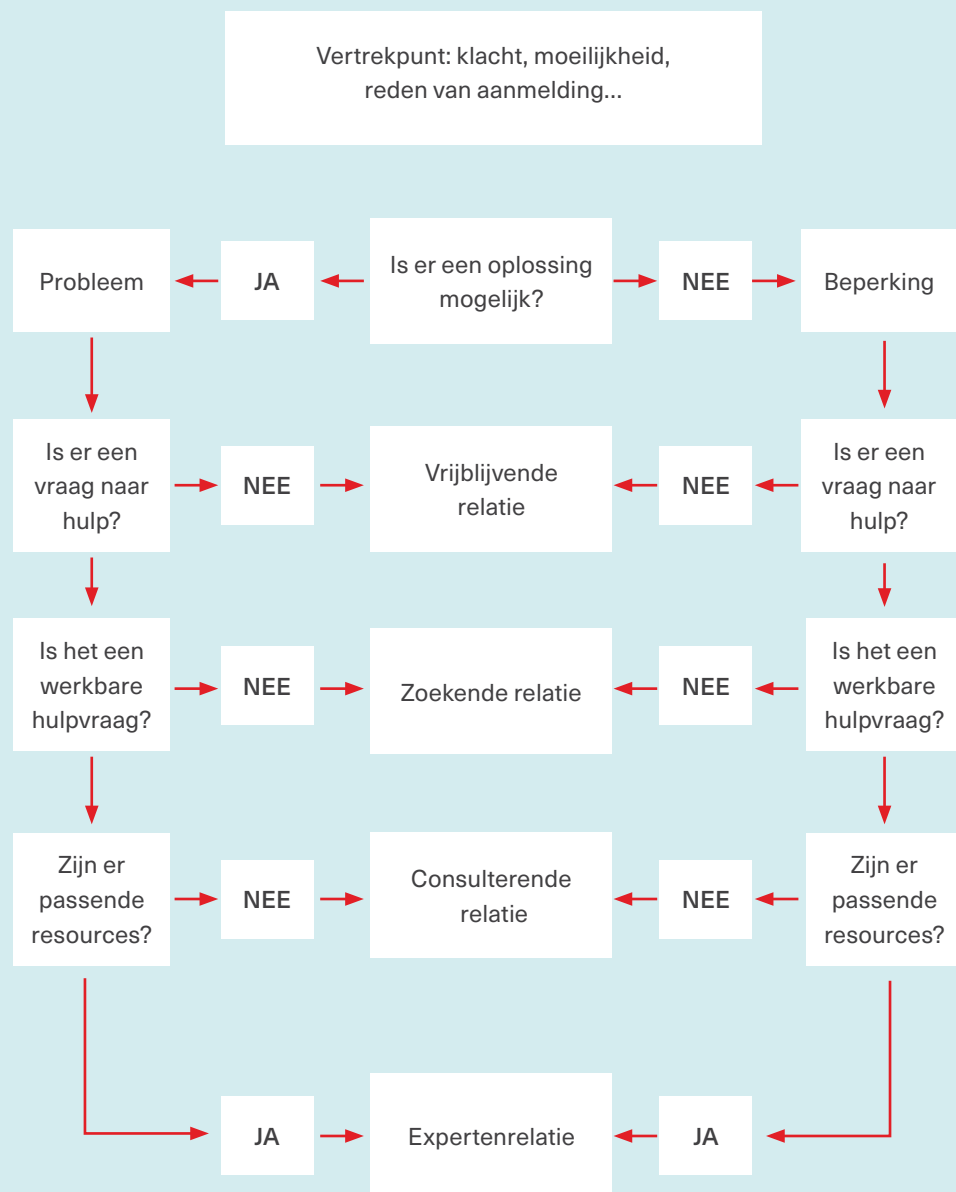 Vertrekpunt: klacht, moeilijkheid,
reden van aanmelding...
Probleem
JA
Is er een oplossing
mogelijk?
NEE
Beperking
Is er een
vraag naar
hulp?
NEE
Vrijblijvende
relatie
NEE
Is er een
vraag naar
hulp?
Is het een
werkbare
hulpvraag?
NEE
Zoekende relatie
NEE
Is het een
werkbare
hulpvraag?
Zijn er
passende
resources?
NEE
Consulterende
relatie
NEE
Zijn er
passende
resources?
JA
Expertenrelatie
JA